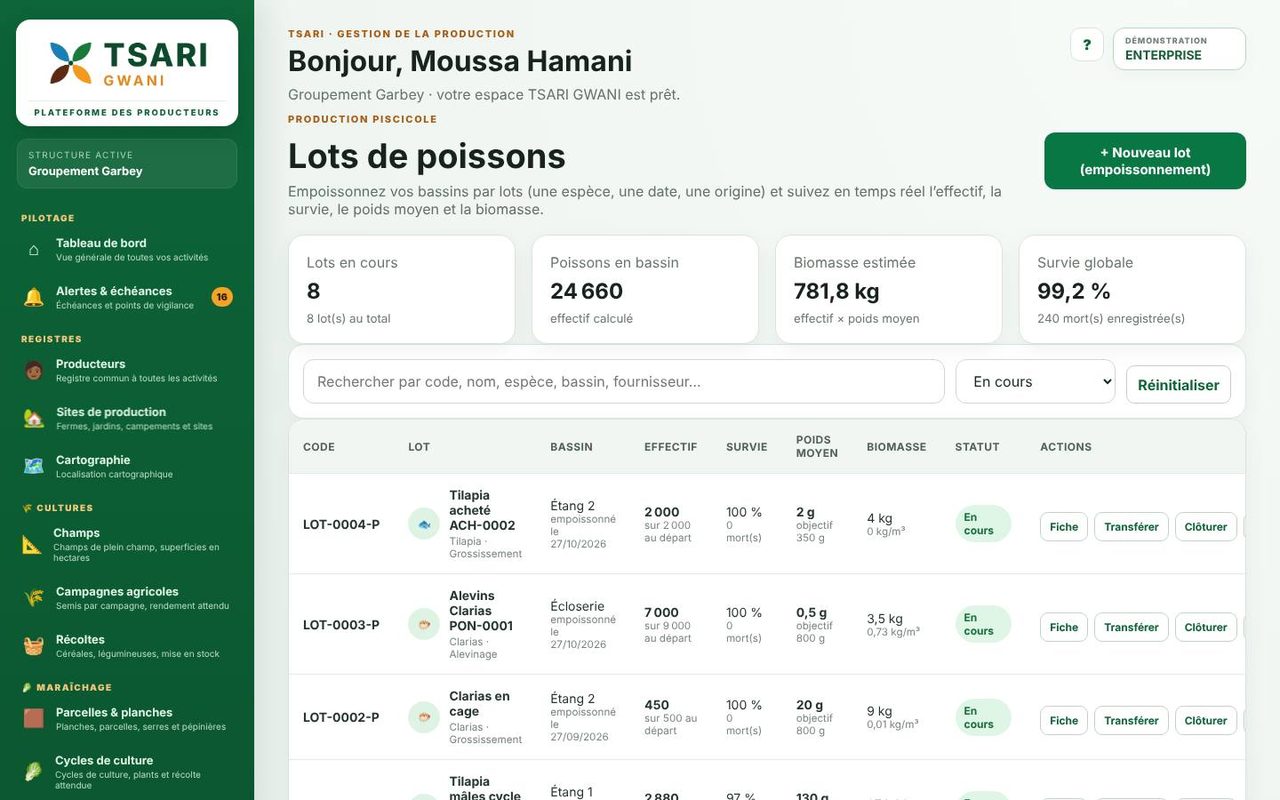 TSARI
GWANI
PLATEFORME DES PRODUCTEURS
STRUCTURE ACTIVE
Groupement Garbey
PILOTAGE
Tableau de bord
Vue générale de toutes vos activités
Alertes & échéances
Échéances et points de vigilance
16
REGISTRES
Producteurs
Registre commun à toutes les activités
Sites de production
Fermes, jardins, campements et sites
Cartographie
Localisation cartographique
CULTURES
Champs
Champs de plein champ, superficies en
hectares
Campagnes agricoles
Semis par campagne, rendement attendu
Récoltes
Céréales, légumineuses, mise en stock
MARAÎCHAGE
Parcelles & planches
Planches, parcelles, serres et pépinières
Cycles de culture
Cycles de culture, plants et récolte
attendue
TSARI · GESTION DE LA PRODUCTION
Bonjour, Moussa Hamani
Groupement Garbey · votre espace TSARI GWANI est prêt.
?
DÉMONSTRATION
ENTERPRISE
PRODUCTION PISCICOLE
Lots de poissons
Empoissonnez vos bassins par lots (une espèce, une date, une origine) et suivez en temps réel l’effectif, la
survie, le poids moyen et la biomasse.
+ Nouveau lot
(empoissonnement)
Lots en cours
8
8 lot(s) au total
Poissons en bassin
24 660
effectif calculé
Biomasse estimée
781,8 kg
effectif × poids moyen
Survie globale
99,2 %
240 mort(s) enregistrée(s)
Rechercher par code, nom, espèce, bassin, fournisseur...
En cours
Réinitialiser
CODE LOT BASSIN EFFECTIF SURVIE POIDS MOYEN BIOMASSE STATUT ACTIONS
LOT-0004-P
Tilapia
acheté
ACH-0002
Tilapia ·
Grossissement
Étang 2
empoissonné
le
27/10/2026
2 000
sur 2 000
au départ
100 %
0
mort(s)
2 g
objectif
350 g
4 kg
0 kg/m³
En
cours
Fiche Transférer Clôturer
LOT-0003-P
Alevins
Clarias
PON-0001
Clarias ·
Alevinage
Écloserie
empoissonné
le
27/10/2026
7 000
sur 9 000
au départ
100 %
0
mort(s)
0,5 g
objectif
800 g
3,5 kg
0,73 kg/m³
En
cours
Fiche Transférer Clôturer
LOT-0002-P
Clarias en
cage
Clarias ·
Grossissement
Étang 2
empoissonné
le
27/09/2026
450
sur 500 au
départ
100 %
0
mort(s)
20 g
objectif
800 g
9 kg
0,01 kg/m³
En
cours
Fiche Transférer Clôturer
Tilapia
mâles cycle
Étang 1
2 880
97 %
130 g